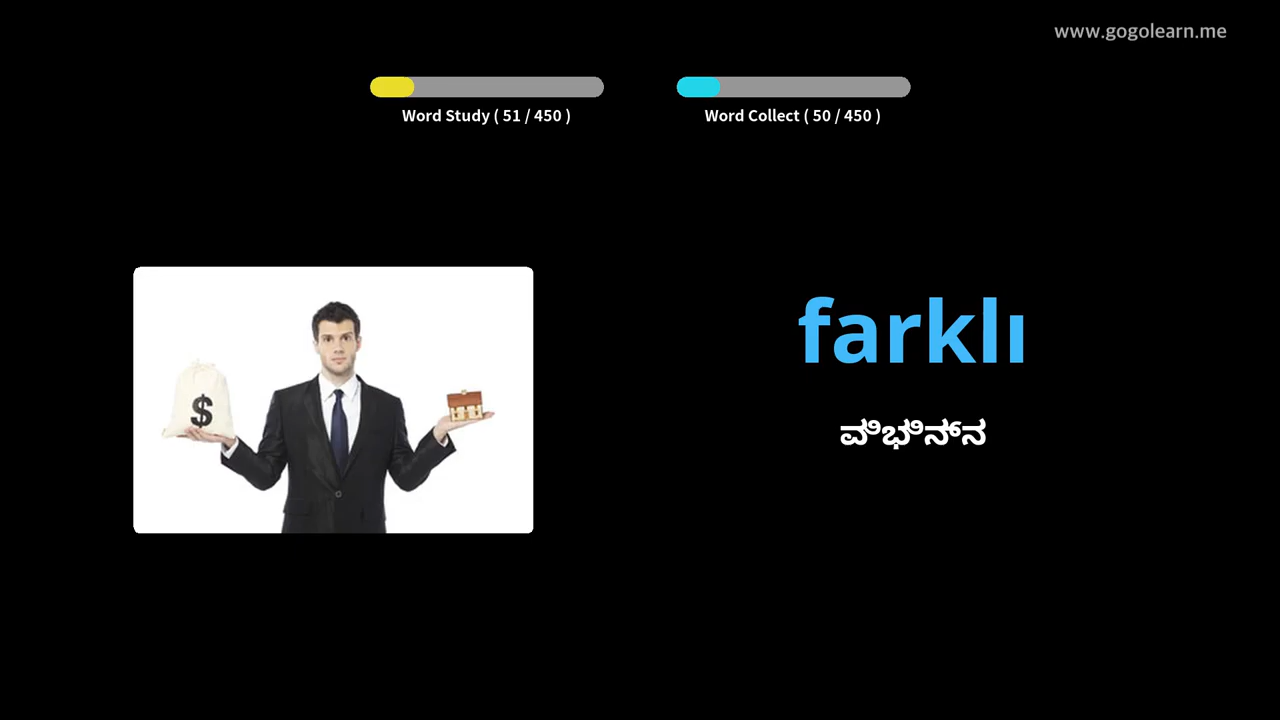 www.gogolearn.me
Word Study ( 51 / 450 )
Word Collect ( 50 / 450 )
$
farklı
ವಿಭಿನ್ನ